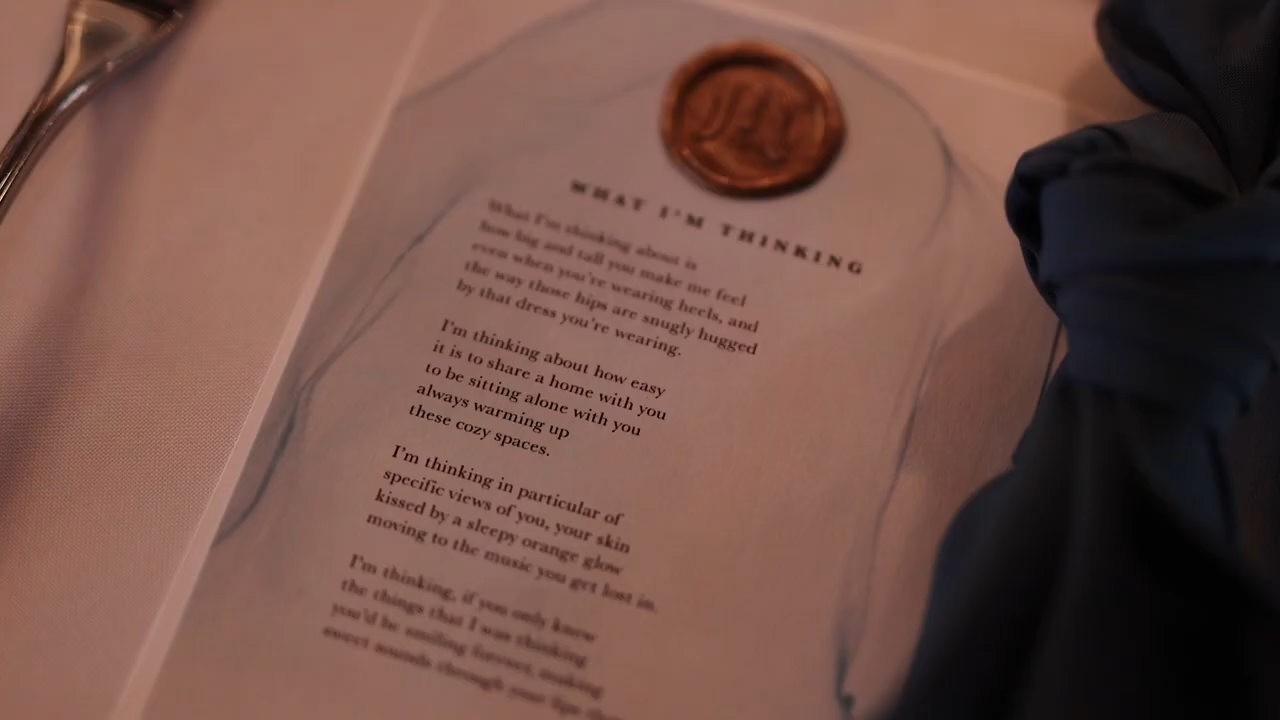 WHAT I'M THINKING
What I'm thinking about is
how big and tall you make me feel
even when you're wearing heels, and
the way those hips are snugly hugged
by that dress you're wearing.
I'm thinking about how easy
it is to share a home with you
to be sitting alone with you
always warming up
these cozy spaces.
I'm thinking in particular of
specific views of you, your skin
kissed by a sleepy orange glow
moving to the music you get lost in.
I'm thinking, if you only knew
the things that I was thinking
you'd be smiling forever, making
sweet sounds through your lips